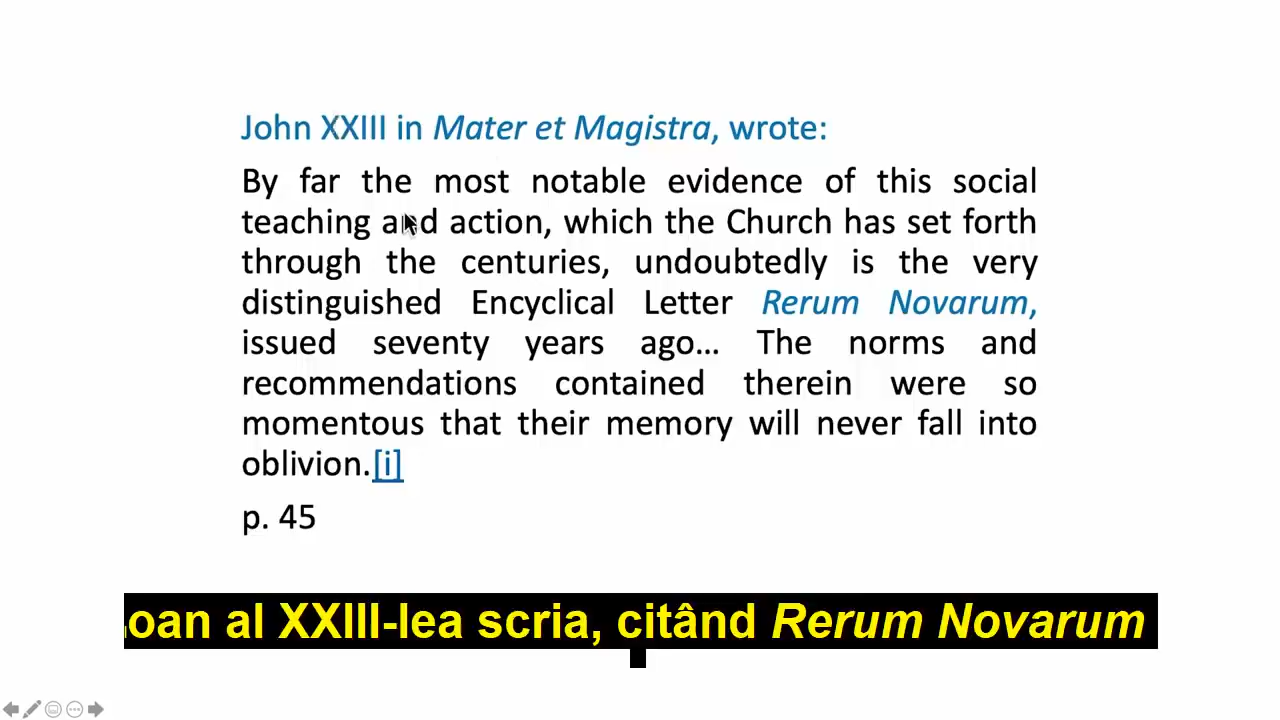 John XXIII in Mater et Magistra, wrote:
By far the most notable evidence of this social
teaching and action, which the Church has set forth
through the centuries, undoubtedly is the very
distinguished Encyclical Letter Rerum Novarum,
issued seventy years ago... The norms and
recommendations contained therein were so
momentous that their memory will never fall into
oblivion.[i]
p. 45
oan al XXIII-lea scria, citând Rerum Novarum